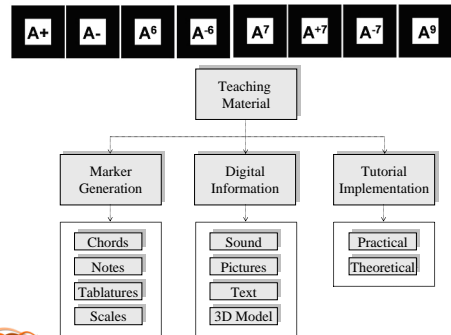 A+ A- A⁶ A⁻⁶ A⁷ A⁺⁷ A⁻⁷ A⁹
Teaching
Material
Marker
Generation
Digital
Information
Tutorial
Implementation
Chords
Notes
Tablatures
Scales
Sound
Pictures
Text
3D Model
Practical
Theoretical